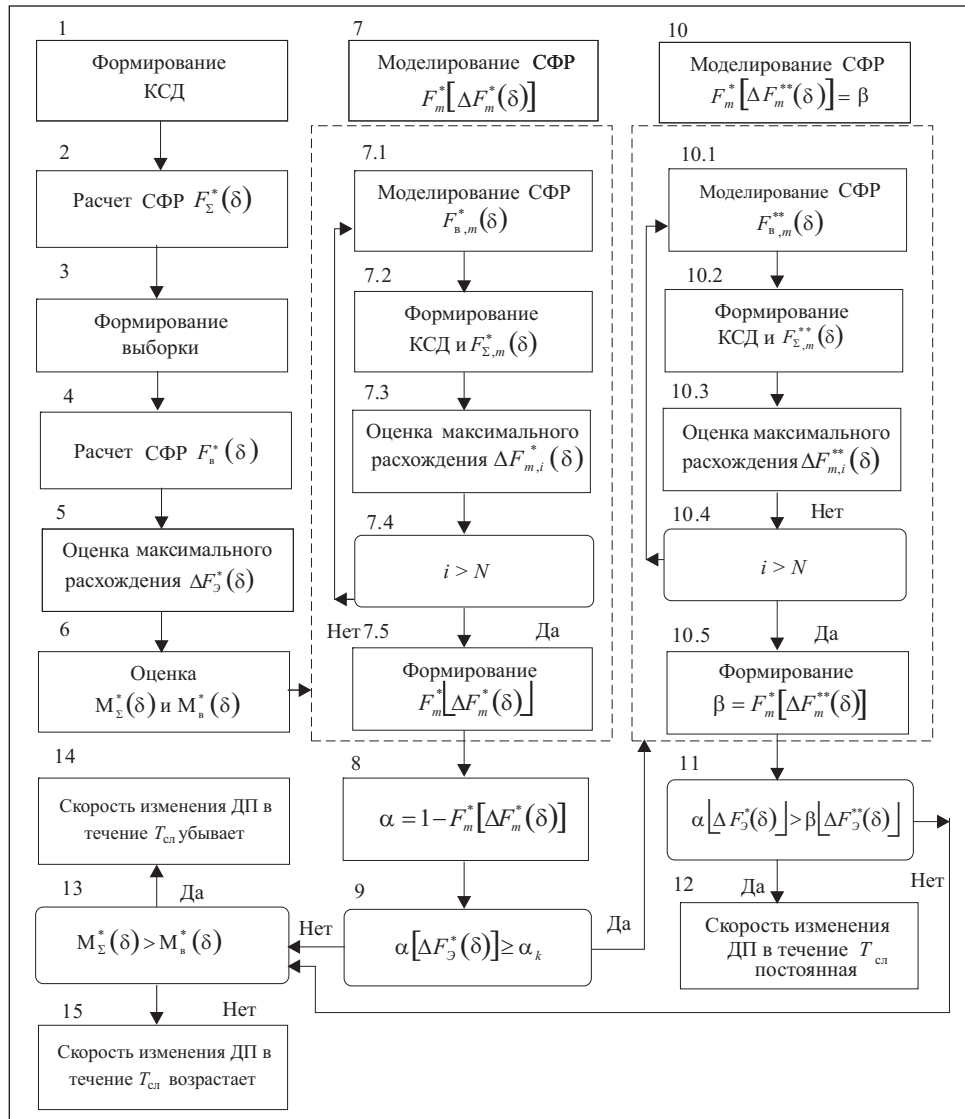 1
Формирование
КСД
2
Расчет СФР F*Σ(δ)
3
Формирование
выборки
4
Расчет СФР F*в(δ)
5
Оценка максимального
расхождения ΔF*Э(δ)
6
Оценка
M*Σ(δ) и M*в(δ)
7
Моделирование СФР
F*m[ΔF*m(δ)]
7.1
Моделирование СФР
F*в,m(δ)
7.2
Формирование
КСД и F*Σ,m(δ)
7.3
Оценка максимального
расхождения ΔF*m,i(δ)
7.4
i > N
Нет
Да
7.5
Формирование
F*m⌊ΔF*m(δ)⌋
8
α = 1 − F*m[ΔF*m(δ)]
9
α[ΔF*Э(δ)] ≥ αk
Нет
Да
10
Моделирование СФР
F*m[ΔF**m(δ)] = β
10.1
Моделирование СФР
F**в,m(δ)
10.2
Формирование
КСД и F**Σ,m(δ)
10.3
Оценка максимального
расхождения ΔF**m,i(δ)
Нет
10.4
i > N
Да
10.5
Формирование
β = F*m[ΔF**m(δ)]
11
α⌊ΔF*Э(δ)⌋ > β⌊ΔF**Э(δ)⌋
Да
Нет
12
Скорость изменения
ДП в течение Tсл
постоянная
14
Скорость изменения ДП в
течение Tсл убывает
13
Да
M*Σ(δ) > M*в(δ)
15
Нет
Скорость изменения ДП в
течение Tсл возрастает